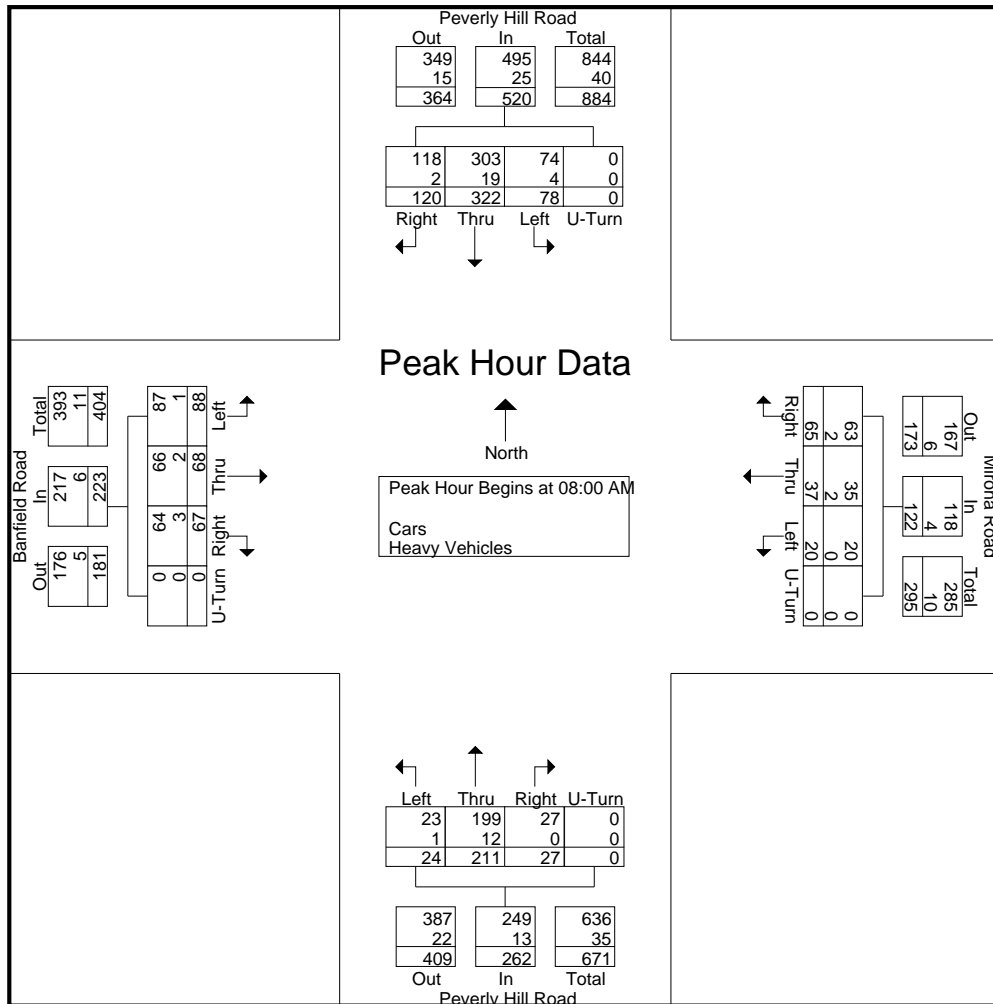 Peverly Hill Road
Out In Total
349 495 844
15 25 40
364 520 884
118 303 74 0
2 19 4 0
120 322 78 0
Right Thru Left U-Turn
Peak Hour Data
North
Peak Hour Begins at 08:00 AM
Cars
Heavy Vehicles
Banfield Road
Out In Total
176 217 393
5 6 11
181 223 404
U-Turn Right Thru Left
0 64 66 87
0 3 2 1
0 67 68 88
Mirona Road
Out In Total
167 118 285
6 4 10
173 122 295
63 35 20 0
2 2 0 0
65 37 20 0
Right Thru Left U-Turn
Left Thru Right U-Turn
23 199 27 0
1 12 0 0
24 211 27 0
387 249 636
22 13 35
409 262 671
Out In Total
Peverly Hill Road